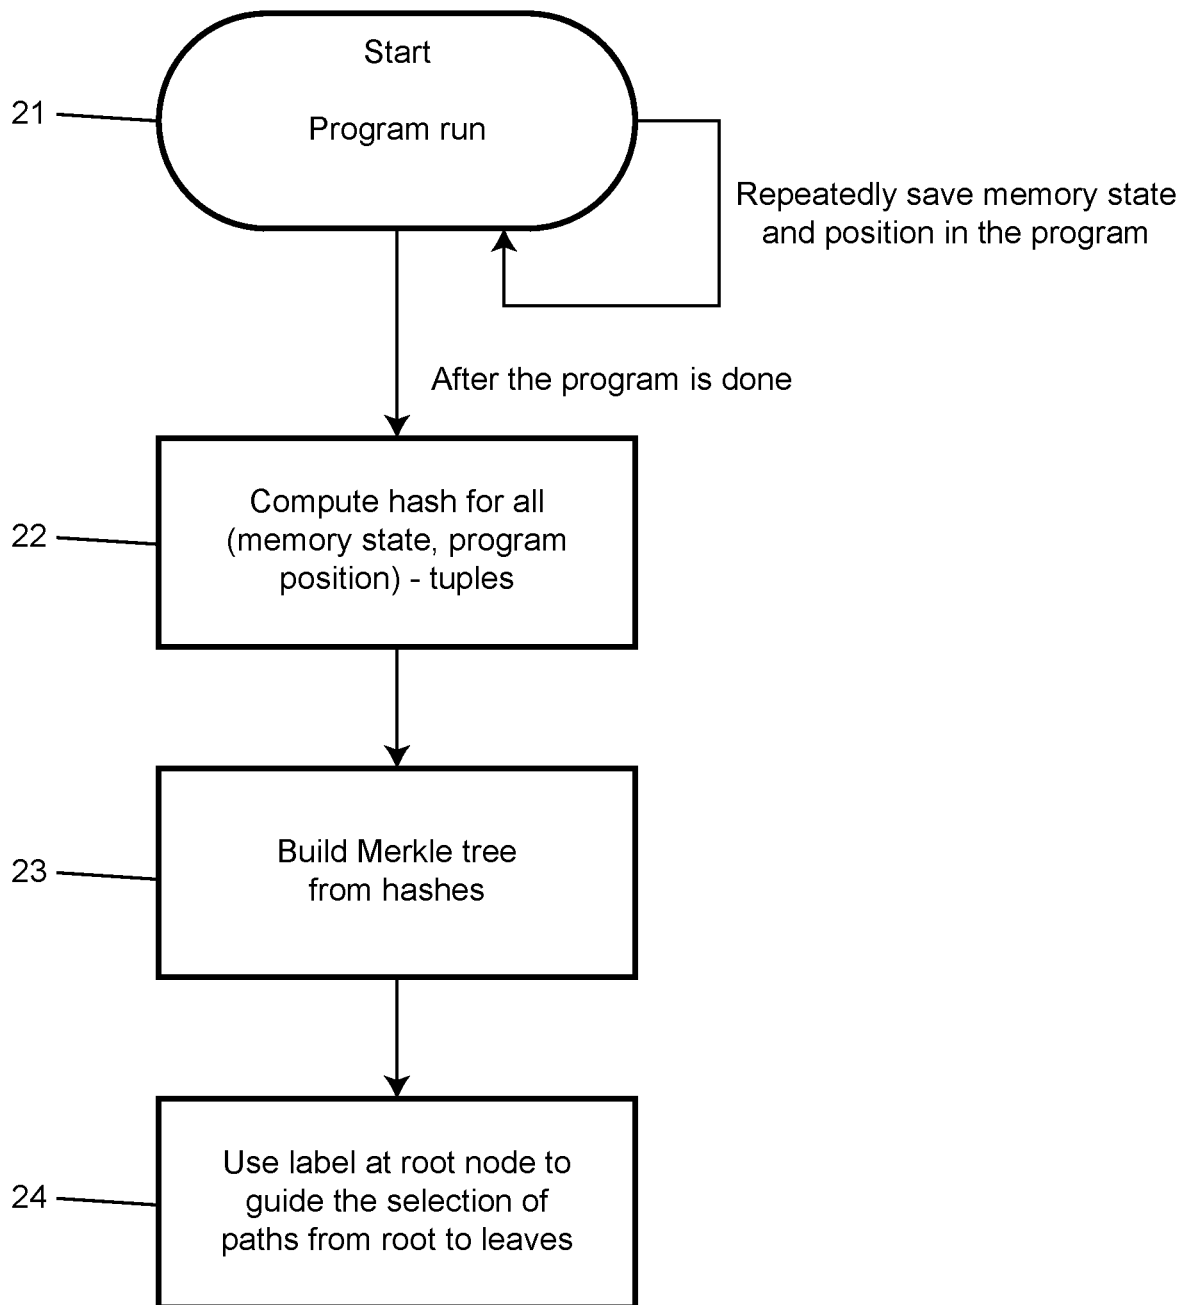 Start
21
Program run
Repeatedly save memory state
and position in the program
After the program is done
22
Compute hash for all
(memory state, program
position) - tuples
23
Build Merkle tree
from hashes
24
Use label at root node to
guide the selection of
paths from root to leaves